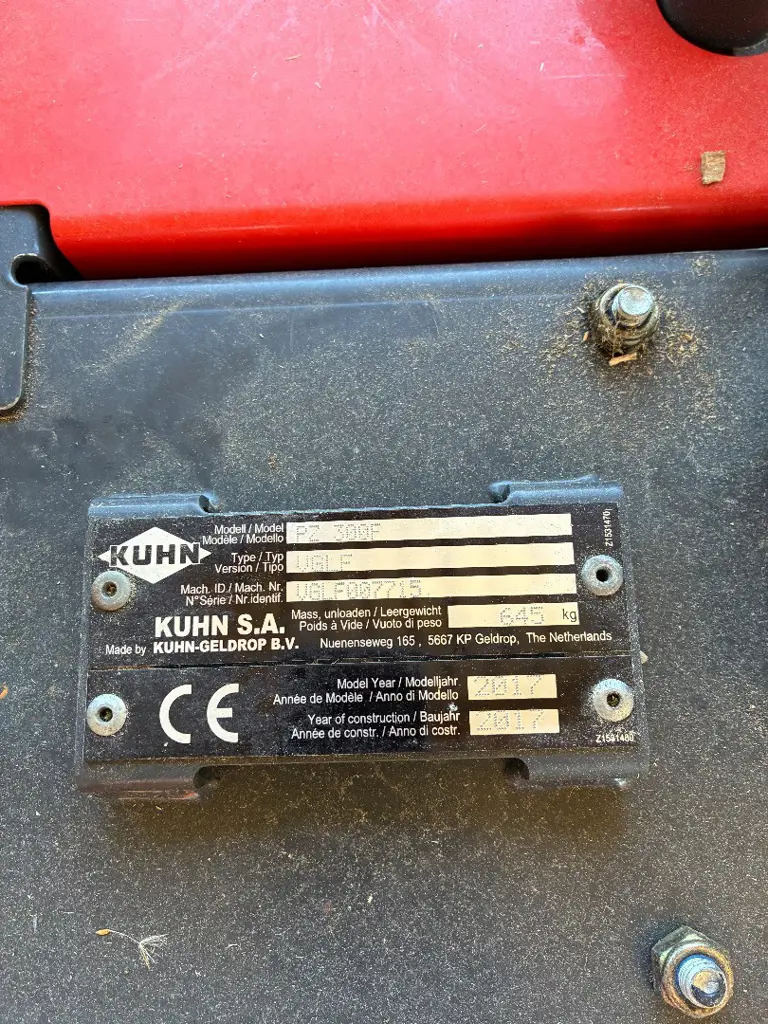 KUHN
Modell / Model
Modèle / Modello
PZ 300F
Type / Typ
Version / Tipo
VGLF
Mach. ID / Mach. Nr.
N° Série / Nr.identif.
VGLF007715
Mass, unloaden / Leergewicht
Poids à Vide / Vuoto di peso
645 kg
KUHN S.A.
Made by KUHN-GELDROP B.V.
Nuenenseweg 165 , 5667 KP Geldrop, The Netherlands
Z1531470
CE
Model Year / Modelljahr
Année de Modèle / Anno di Modello
2017
Year of construction / Baujahr
Année de constr. / Anno di costr.
2017
Z1531480